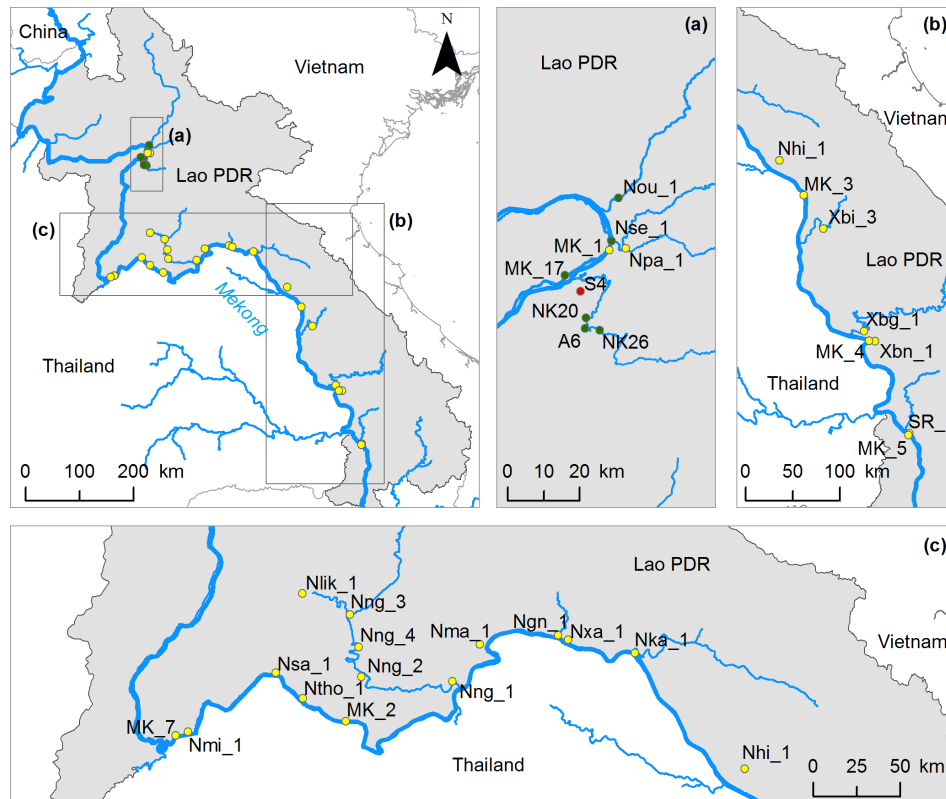 China
N
Vietnam
(a)
Lao PDR
(c)
(b)
Mekong
Thailand
0 100 200 km
(a)
Lao PDR
Nou_1
Nse_1
MK_1
Npa_1
MK_17
S4
NK20
A6
NK26
0 10 20 km
(b)
Vietnam
Nhi_1
MK_3
Xbi_3
Lao PDR
Xbg_1
MK_4
Xbn_1
Thailand
SR_
MK_5
0 50 100 km
(c)
Lao PDR
Nlik_1
Nng_3
Ngn_1
Nxa_1
Nma_1
Nng_4
Nka_1
Vietnam
Nsa_1
Nng_2
Ntho_1
Nng_1
MK_2
MK_7
Nmi_1
Thailand
Nhi_1
0 25 50 km